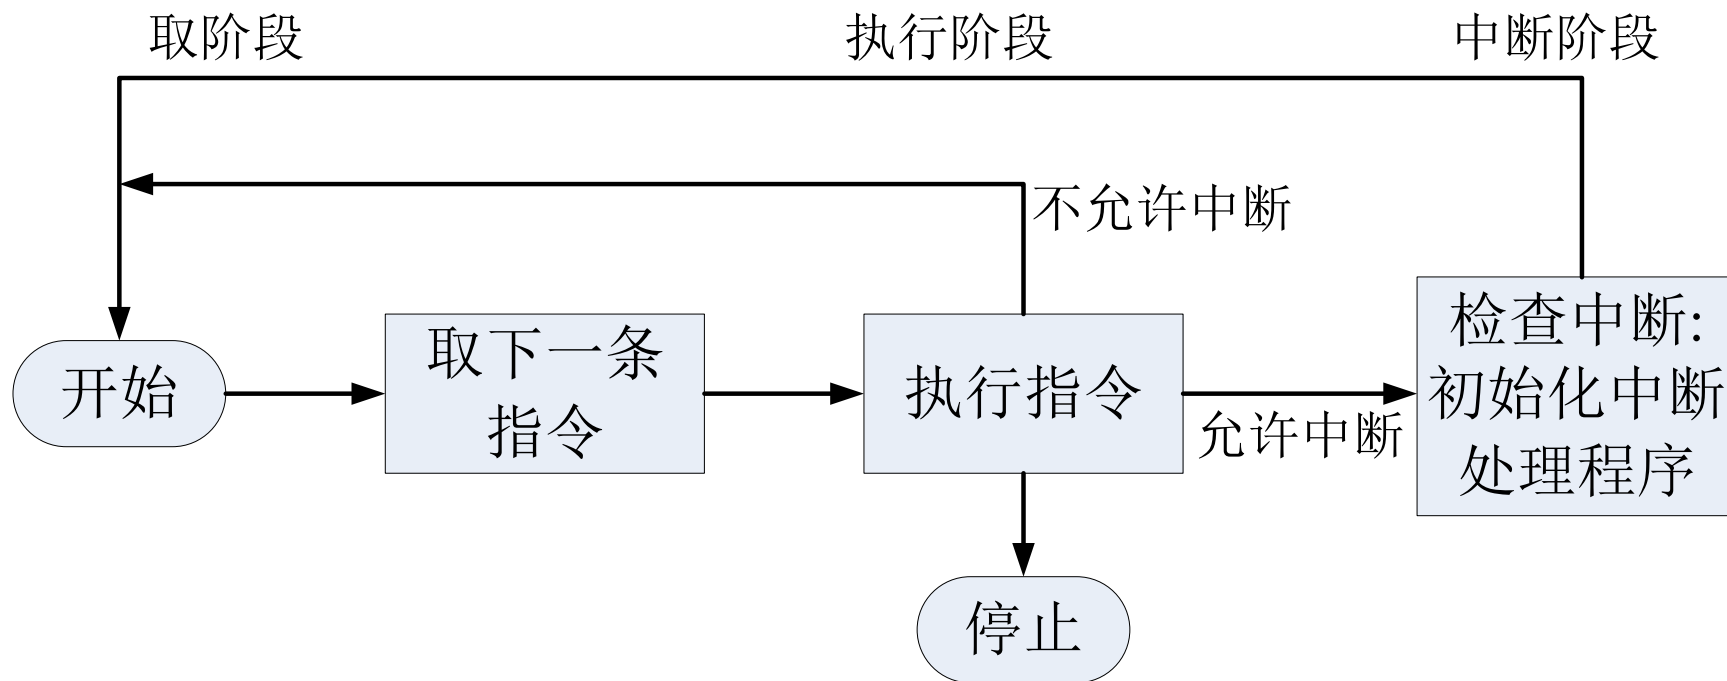 取阶段
执行阶段
中断阶段
不允许中断
开始
取下一条
指令
执行指令
允许中断
检查中断:
初始化中断
处理程序
停止